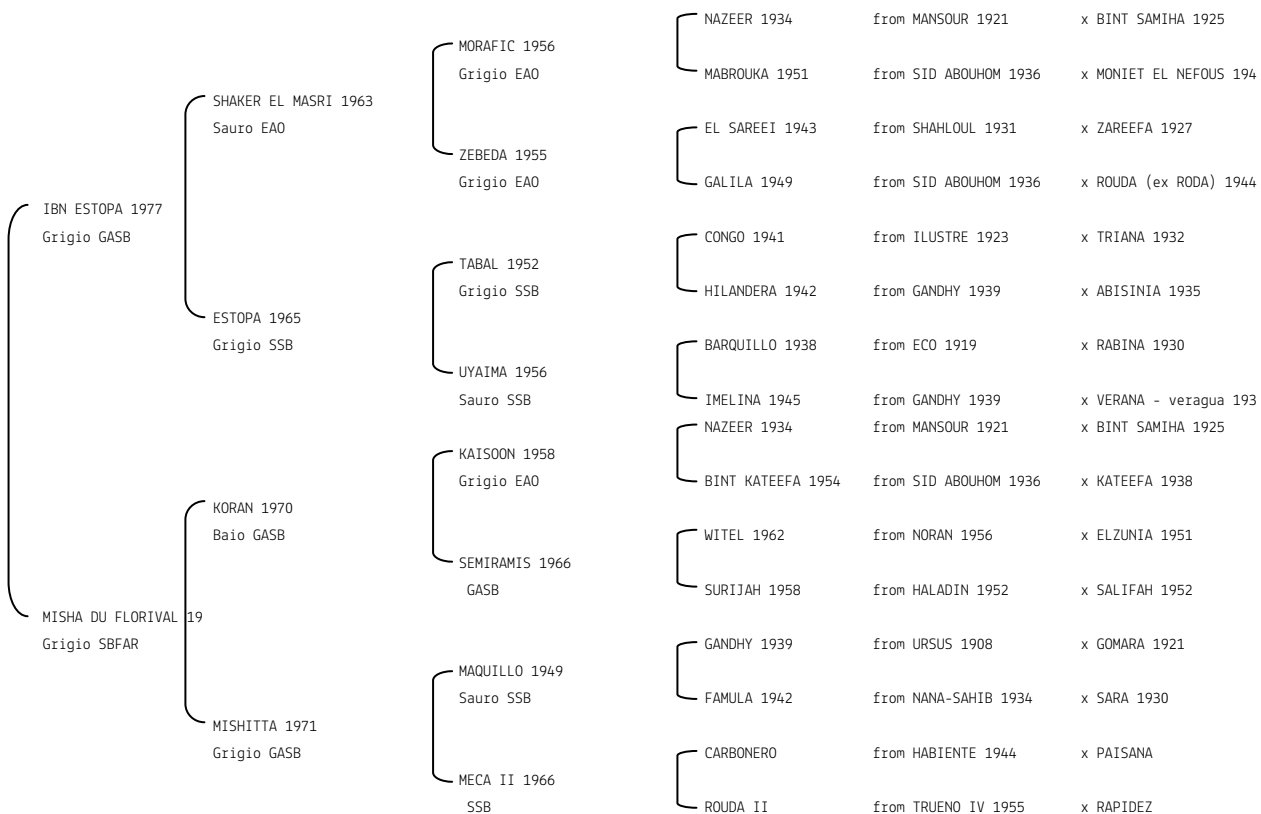 NAZEER 1934 from MANSOUR 1921 x BINT SAMIHA 1925
MORAFIC 1956
Grigio EAO
MABROUKA 1951 from SID ABOUHOM 1936 x MONIET EL NEFOUS 194
SHAKER EL MASRI 1963
Sauro EAO
EL SAREEI 1943 from SHAHLOUL 1931 x ZAREEFA 1927
ZEBEDA 1955
Grigio EAO
GALILA 1949 from SID ABOUHOM 1936 x ROUDA (ex RODA) 1944
IBN ESTOPA 1977
Grigio GASB
CONGO 1941 from ILUSTRE 1923 x TRIANA 1932
TABAL 1952
Grigio SSB
HILANDERA 1942 from GANDHY 1939 x ABISINIA 1935
ESTOPA 1965
Grigio SSB
BARQUILLO 1938 from ECO 1919 x RABINA 1930
UYAIMA 1956
Sauro SSB
IMELINA 1945 from GANDHY 1939 x VERANA - veragua 193
NAZEER 1934 from MANSOUR 1921 x BINT SAMIHA 1925
KAISOON 1958
Grigio EAO
BINT KATEEFA 1954 from SID ABOUHOM 1936 x KATEEFA 1938
KORAN 1970
Baio GASB
WITEL 1962 from NORAN 1956 x ELZUNIA 1951
SEMIRAMIS 1966
GASB
SURIJAH 1958 from HALADIN 1952 x SALIFAH 1952
MISHA DU FLORIVAL 19
Grigio SBFAR
GANDHY 1939 from URSUS 1908 x GOMARA 1921
MAQUILLO 1949
Sauro SSB
FAMULA 1942 from NANA-SAHIB 1934 x SARA 1930
MISHITTA 1971
Grigio GASB
CARBONERO from HABIENTE 1944 x PAISANA
MECA II 1966
SSB
ROUDA II from TRUENO IV 1955 x RAPIDEZ